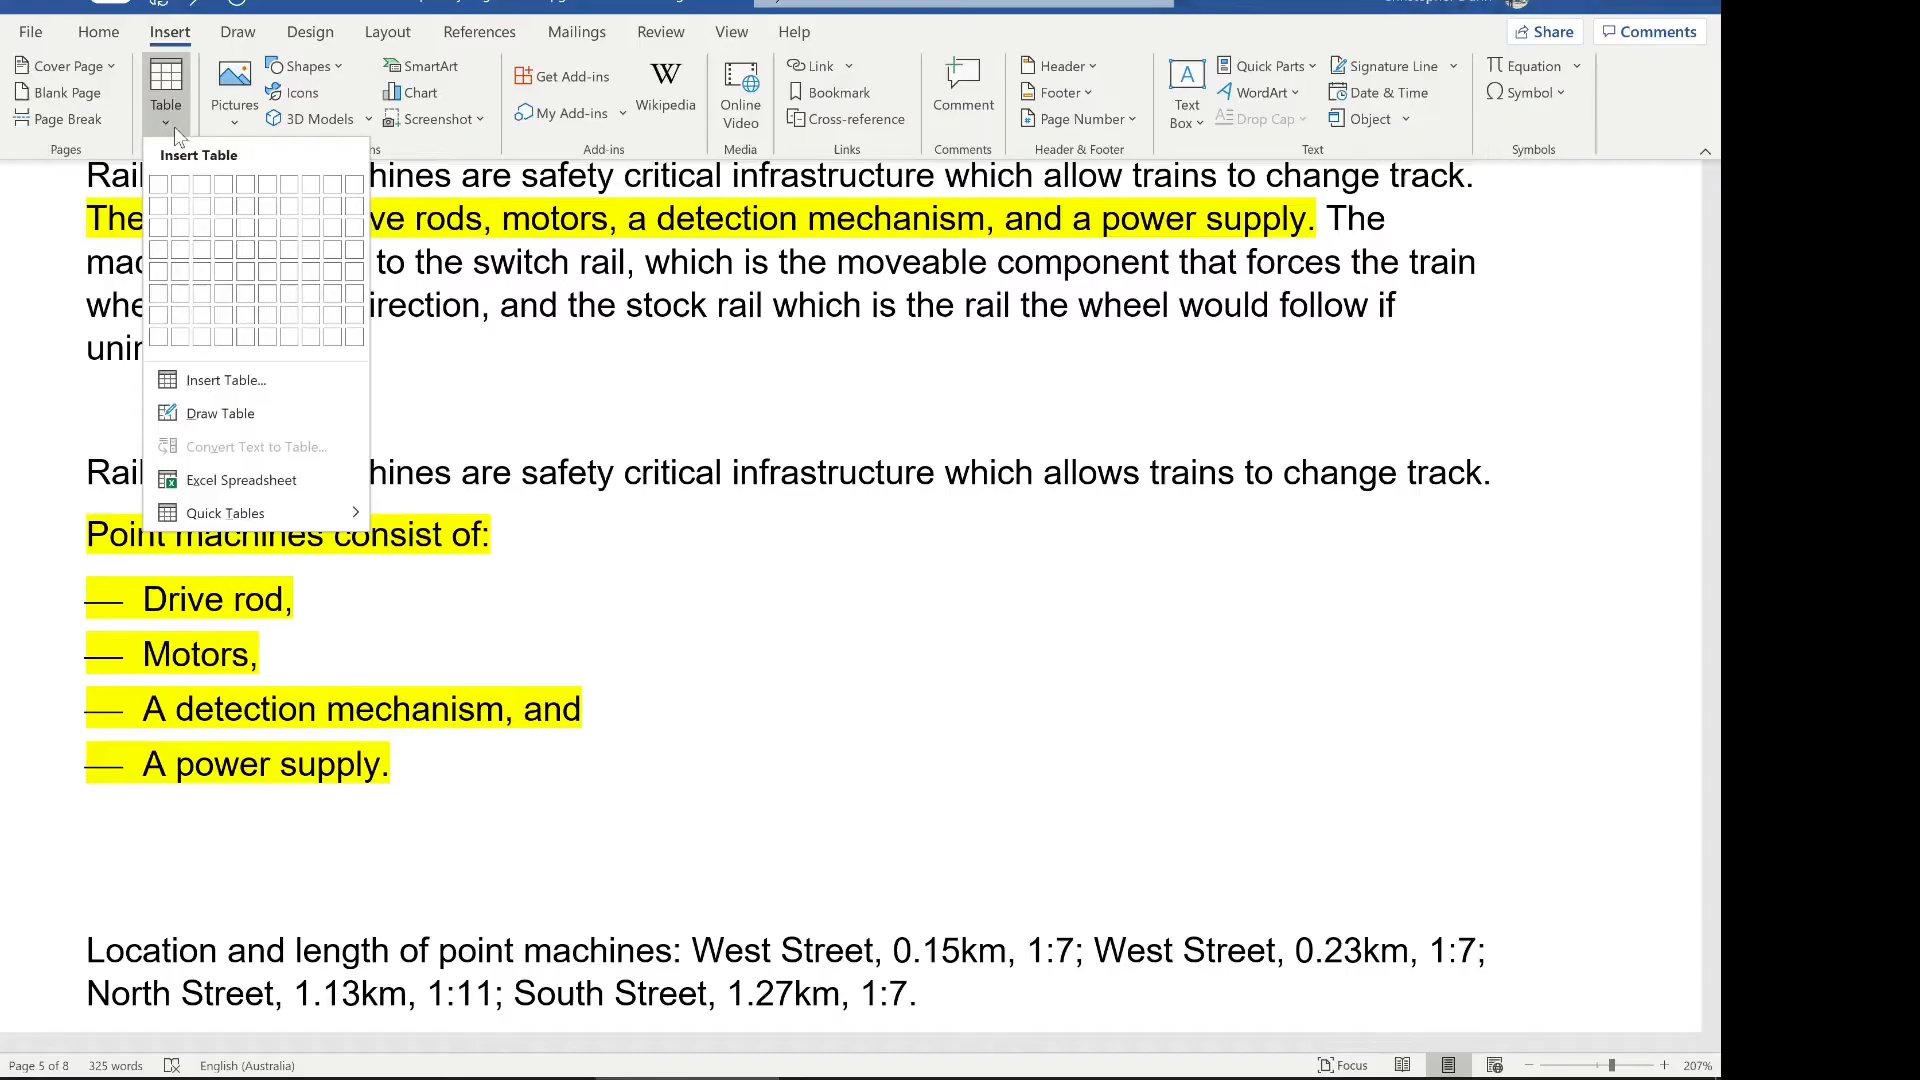 File Home Insert Draw Design Layout References Mailings Review View Help Share Comments
Cover Page
Blank Page
Page Break
Pages
Table
Pictures
Shapes
Icons
3D Models
SmartArt
Chart
Screenshot
Get Add-ins
My Add-ins
Wikipedia
Add-ins
Online
Video
Media
Link
Bookmark
Cross-reference
Links
Comment
Comments
Header
Footer
Page Number
Header & Footer
Text
Box
Quick Parts
WordArt
Drop Cap
Signature Line
Date & Time
Object
Text
Equation
Symbol
Symbols
Insert Table
Insert Table...
Draw Table
Convert Text to Table...
Excel Spreadsheet
Quick Tables
Rail hines are safety critical infrastructure which allow trains to change track.
The ve rods, motors, a detection mechanism, and a power supply. The
to the switch rail, which is the moveable component that forces the train
whe irection, and the stock rail which is the rail the wheel would follow if
Rail hines are safety critical infrastructure which allows trains to change track.
Point machines consist of:
— Drive rod,
— Motors,
— A detection mechanism, and
— A power supply.
Location and length of point machines: West Street, 0.15km, 1:7; West Street, 0.23km, 1:7;
North Street, 1.13km, 1:11; South Street, 1.27km, 1:7.
Page 5 of 8 325 words English (Australia) Focus 207%